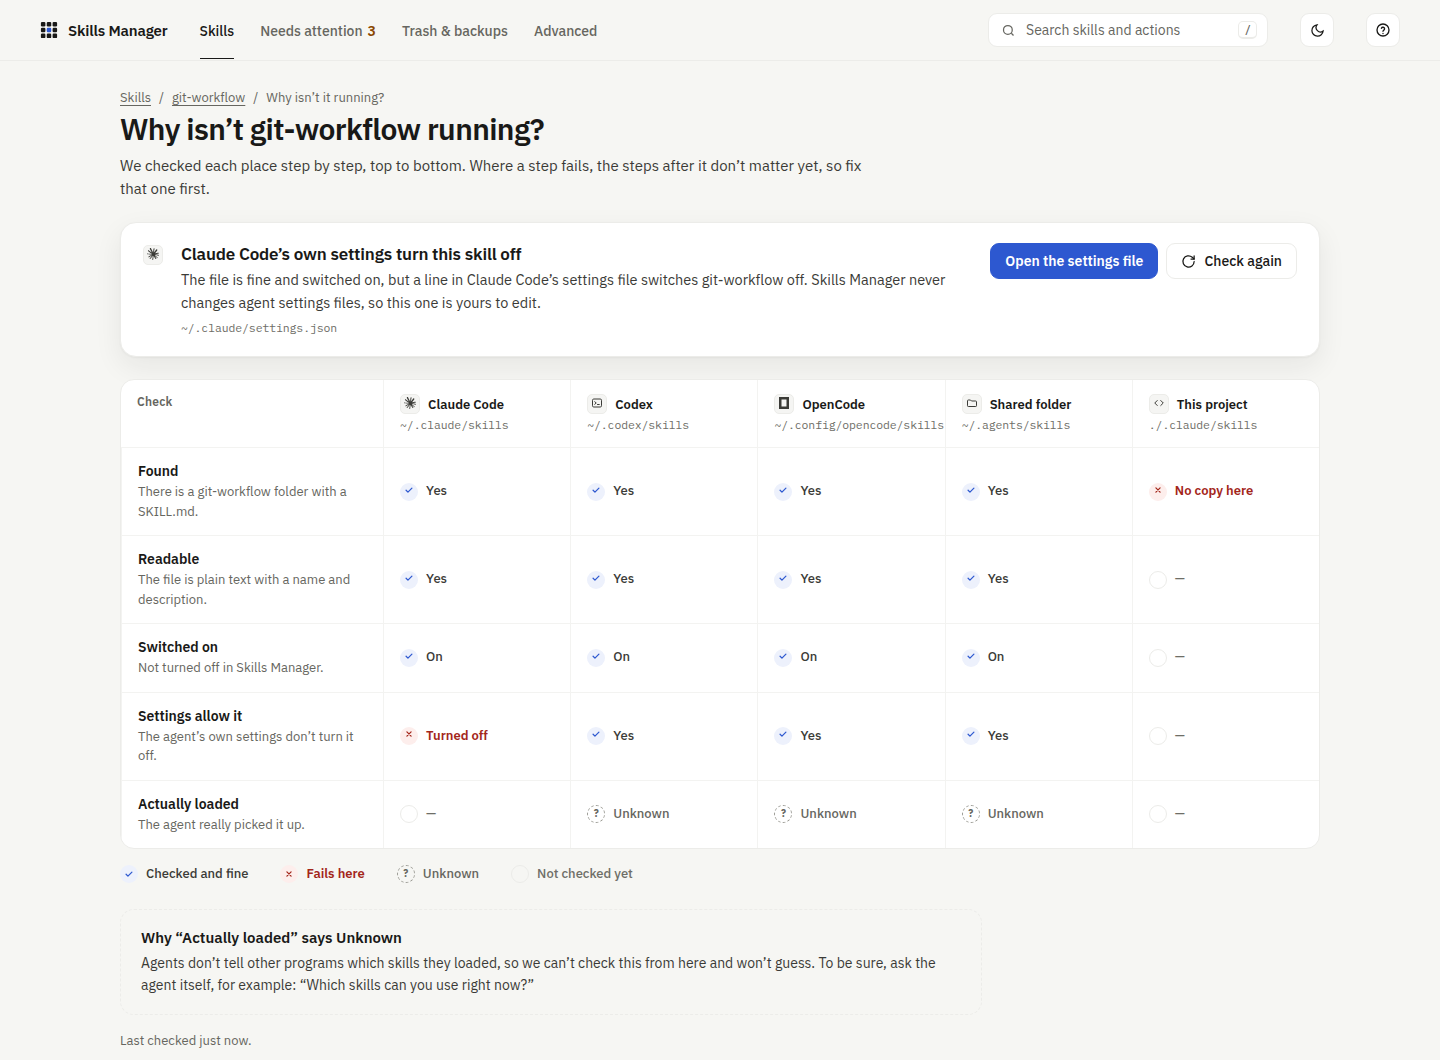 Skills Manager
Skills
Needs attention 3
Trash & backups
Advanced
Search skills and actions
/
Skills / git-workflow / Why isn’t it running?
Why isn’t git-workflow running?
We checked each place step by step, top to bottom. Where a step fails, the steps after it don’t matter yet, so fix
that one first.
Claude Code’s own settings turn this skill off
The file is fine and switched on, but a line in Claude Code’s settings file switches git-workflow off. Skills Manager never
changes agent settings files, so this one is yours to edit.
~/.claude/settings.json
Open the settings file
Check again
Check
Claude Code
~/.claude/skills
Codex
~/.codex/skills
OpenCode
~/.config/opencode/skills
Shared folder
~/.agents/skills
This project
./.claude/skills
Found
There is a git-workflow folder with a
SKILL.md.
Yes
Yes
Yes
Yes
No copy here
Readable
The file is plain text with a name and
description.
Yes
Yes
Yes
Yes
—
Switched on
Not turned off in Skills Manager.
On
On
On
On
—
Settings allow it
The agent’s own settings don’t turn it
off.
Turned off
Yes
Yes
Yes
—
Actually loaded
The agent really picked it up.
—
? Unknown
? Unknown
? Unknown
—
Checked and fine
Fails here
? Unknown
Not checked yet
Why “Actually loaded” says Unknown
Agents don’t tell other programs which skills they loaded, so we can’t check this from here and won’t guess. To be sure, ask the
agent itself, for example: “Which skills can you use right now?”
Last checked just now.